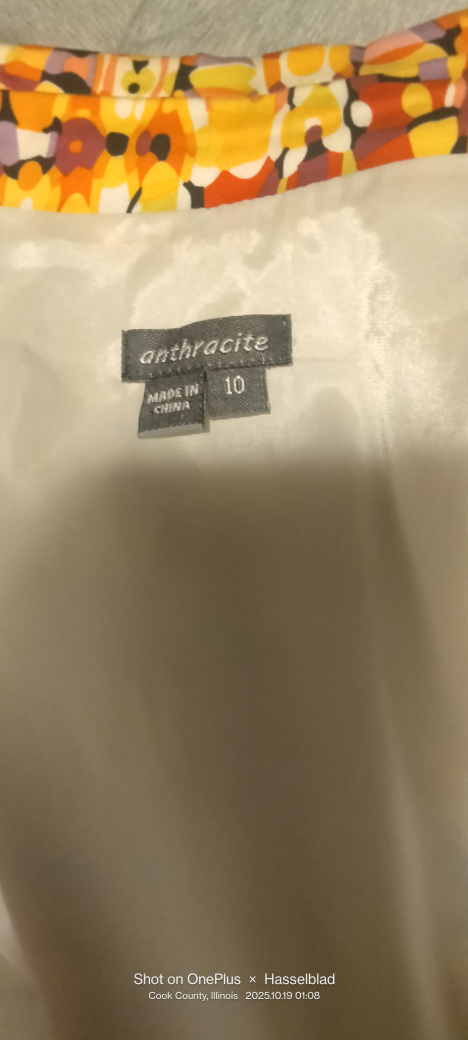 anthracite
MADE IN
CHINA
10
Shot on OnePlus × Hasselblad
Cook County, Illinois 2025.10.19 01:08